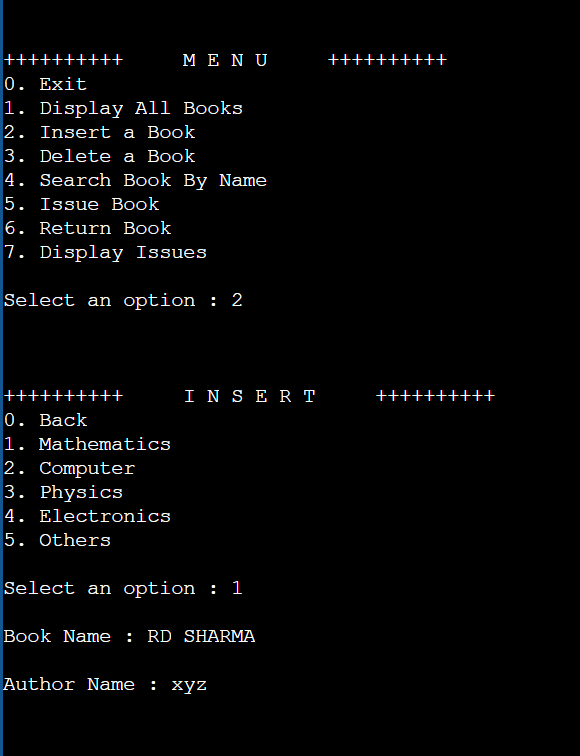 ++++++++++     M E N U     ++++++++++
0. Exit
1. Display All Books
2. Insert a Book
3. Delete a Book
4. Search Book By Name
5. Issue Book
6. Return Book
7. Display Issues
Select an option : 2
++++++++++     I N S E R T     ++++++++++
0. Back
1. Mathematics
2. Computer
3. Physics
4. Electronics
5. Others
Select an option : 1
Book Name : RD SHARMA
Author Name : xyz